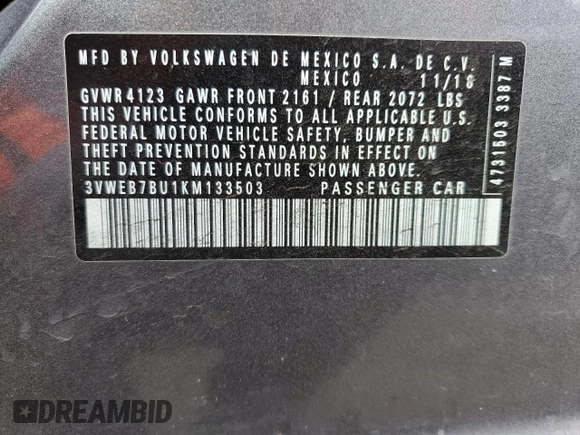 MFD BY VOLKSWAGEN DE MEXICO S.A. DE C.V.
MEXICO 11/18
GVWR 4123 GAWR FRONT 2161 / REAR 2072 LBS
THIS VEHICLE CONFORMS TO ALL APPLICABLE U.S.
FEDERAL MOTOR VEHICLE SAFETY, BUMPER AND
THEFT PREVENTION STANDARDS IN EFFECT ON
THE DATE OF MANUFACTURE SHOWN ABOVE.
3VWEB7BU1KM133503 PASSENGER CAR
4731603 3387 M
DREAMBID